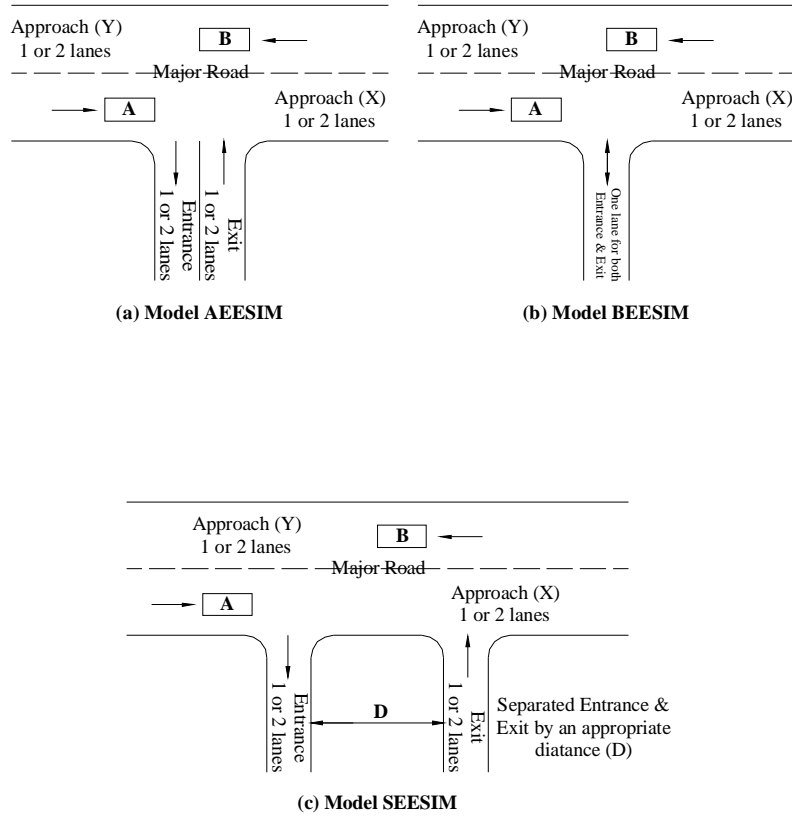 Approach (Y)
1 or 2 lanes
B
Major Road
A
Approach (X)
1 or 2 lanes
Entrance
1 or 2 lanes
Exit
1 or 2 lanes
(a) Model AEESIM
Approach (Y)
1 or 2 lanes
B
Major Road
A
Approach (X)
1 or 2 lanes
One lane for both
Entrance & Exit
(b) Model BEESIM
Approach (Y)
1 or 2 lanes
B
Major Road
A
Approach (X)
1 or 2 lanes
Entrance
1 or 2 lanes
D
Exit
1 or 2 lanes
Separated Entrance &
Exit by an appropriate
diatance (D)
(c) Model SEESIM